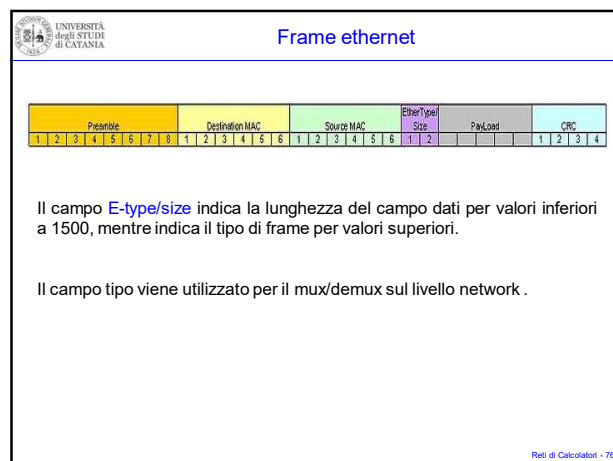 UNIVERSITÀ
degli STUDI
di CATANIA
Frame ethernet
Preamble Destination MAC Source MAC EtherType/ Size PayLoad CRC
1 2 3 4 5 6 7 8 1 2 3 4 5 6 1 2 3 4 5 6 1 2 1 2 3 4
Il campo E-type/size indica la lunghezza del campo dati per valori inferiori
a 1500, mentre indica il tipo di frame per valori superiori.
Il campo tipo viene utilizzato per il mux/demux sul livello network .
Reti di Calcolatori - 76